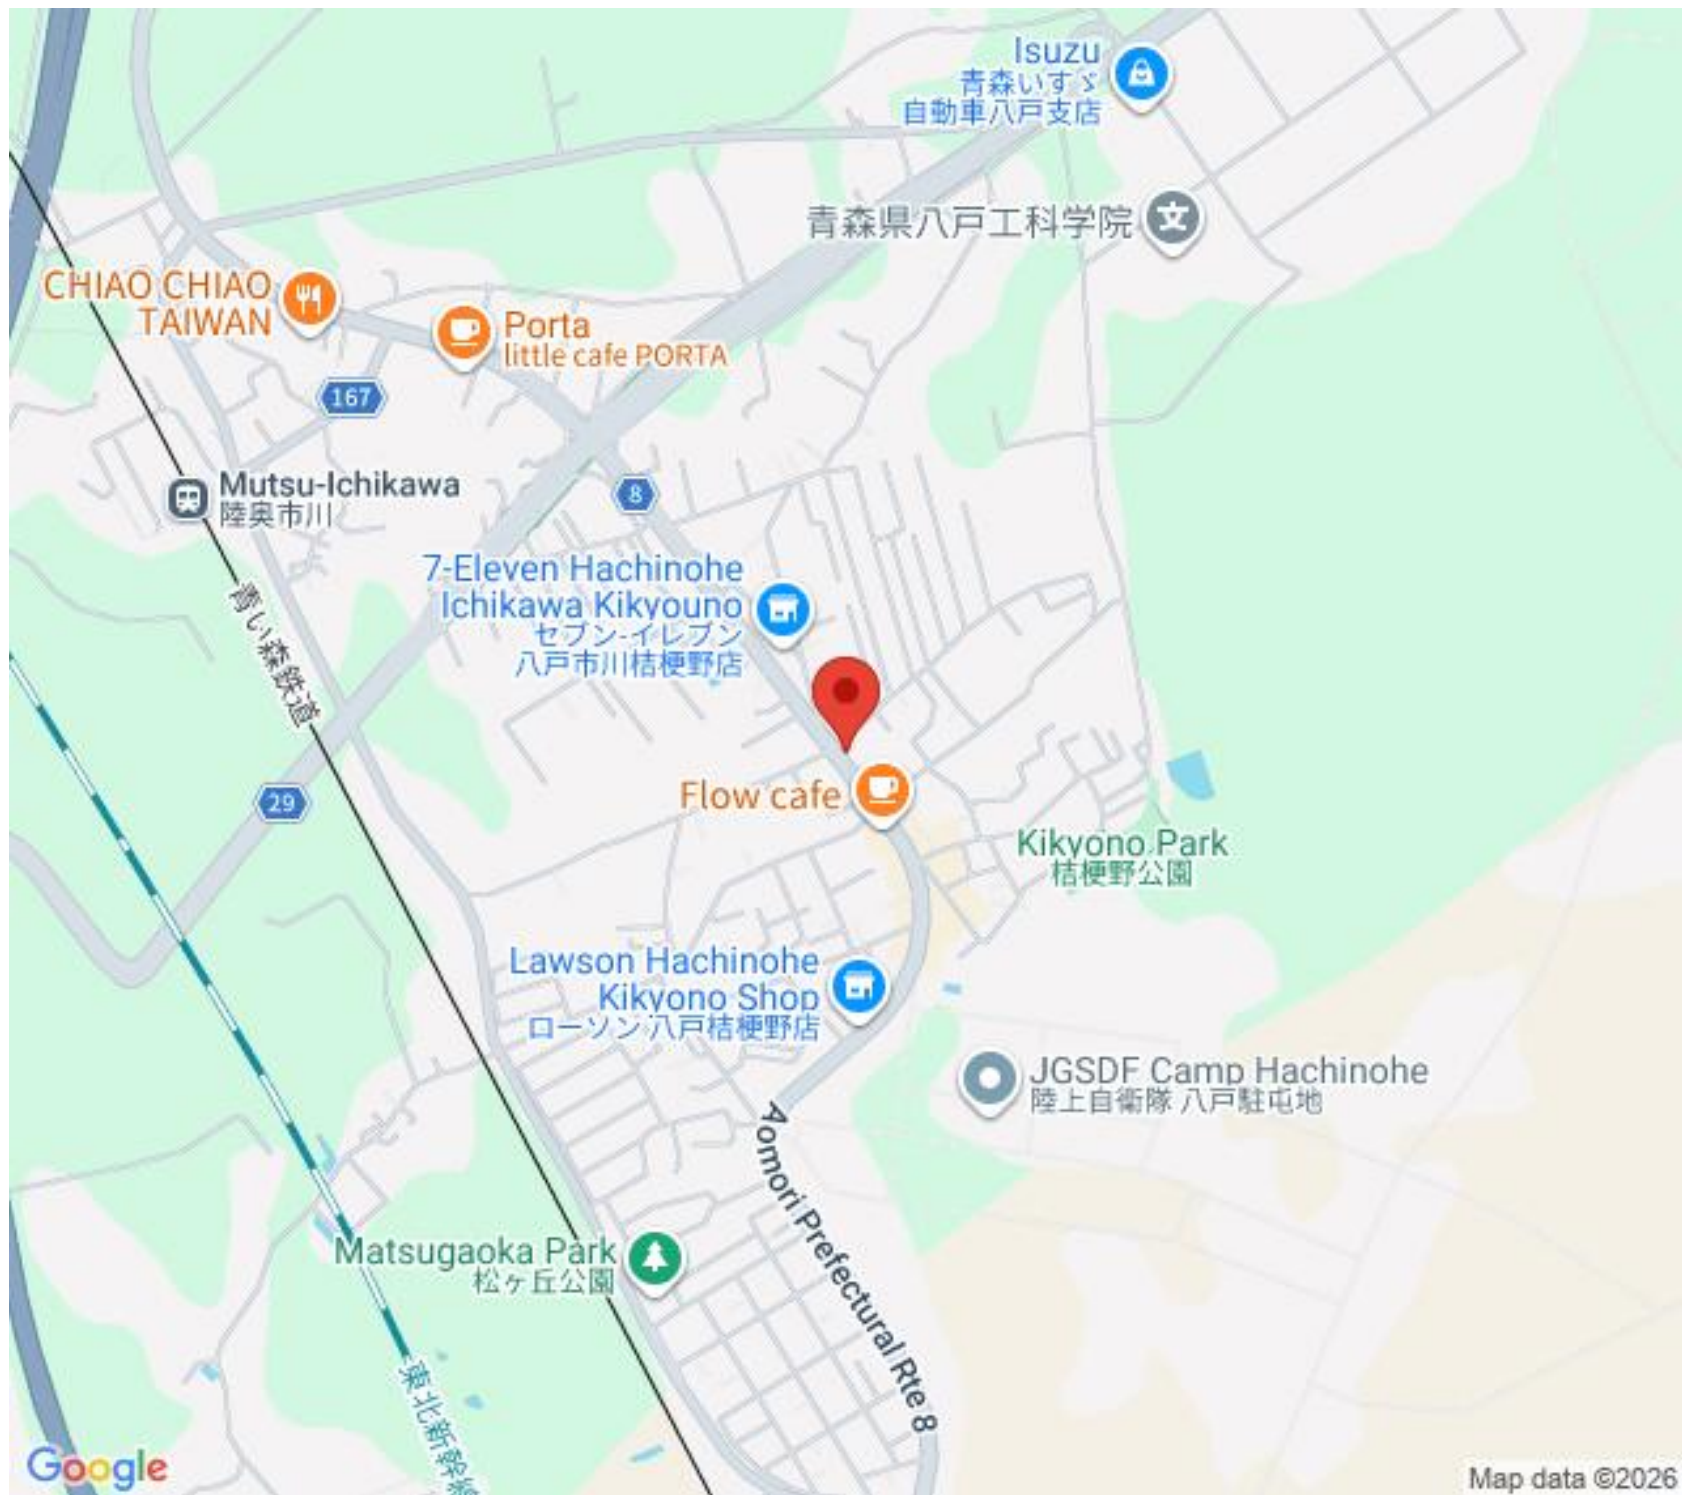 Isuzu
青森いすゞ
自動車八戸支店
青森県八戸工科学院
CHIAO CHIAO
TAIWAN
Porta
little cafe PORTA
167
Mutsu-Ichikawa
陸奥市川
8
7-Eleven Hachinohe
Ichikawa Kikyouno
セブン-イレブン
八戸市川桔梗野店
青い森鉄道
29
Flow cafe
Kikyono Park
桔梗野公園
Lawson Hachinohe
Kikyono Shop
ローソン 八戸桔梗野店
JGSDF Camp Hachinohe
陸上自衛隊 八戸駐屯地
Aomori Prefectural Rte 8
Matsugaoka Park
松ヶ丘公園
東北新幹線
Google
Map data ©2026